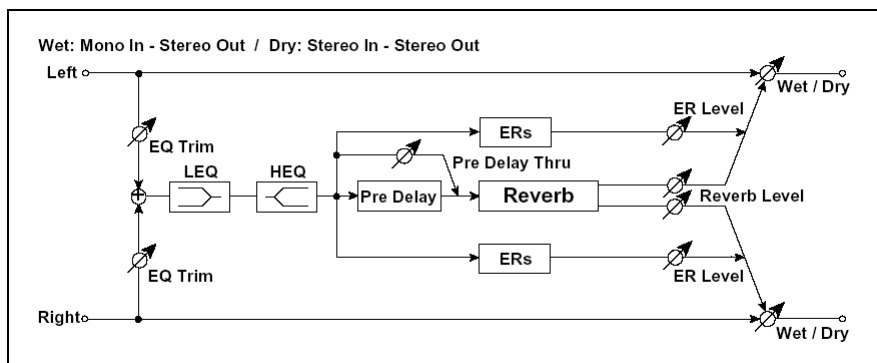 Wet: Mono In - Stereo Out / Dry: Stereo In - Stereo Out
Left
Wet / Dry
ER Level
EQ Trim
ERs
Pre Delay Thru
LEQ
HEQ
Pre Delay
Reverb
Reverb Level
ERs
EQ Trim
ER Level
Right
Wet / Dry